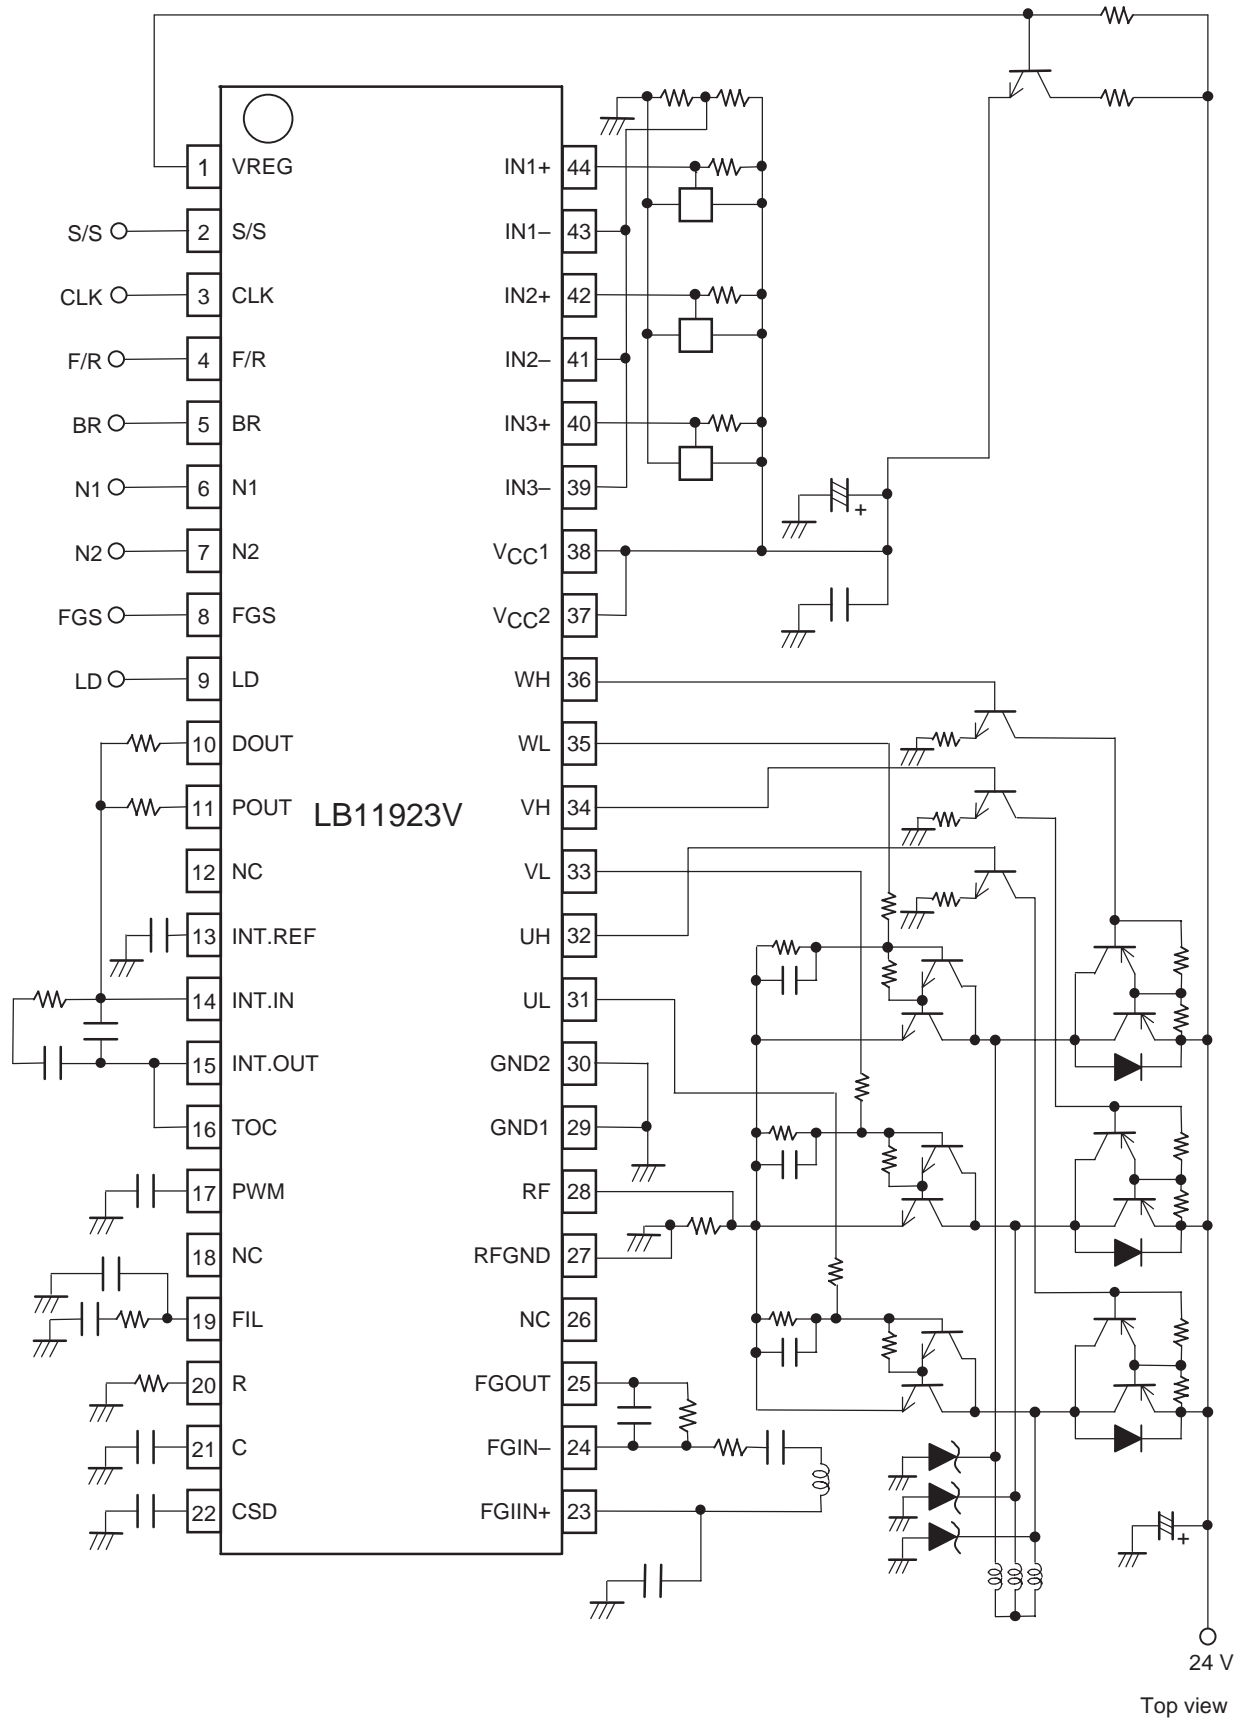 1 VREG IN1+ 44
S/S 2 S/S IN1– 43
CLK 3 CLK IN2+ 42
F/R 4 F/R IN2– 41
BR 5 BR IN3+ 40
N1 6 N1 IN3– 39
+
N2 7 N2 VCC1 38
FGS 8 FGS VCC2 37
LD 9 LD WH 36
10 DOUT WL 35
11 POUT LB11923V VH 34
12 NC VL 33
13 INT.REF UH 32
14 INT.IN UL 31
15 INT.OUT GND2 30
16 TOC GND1 29
17 PWM RF 28
18 NC RFGND 27
19 FIL NC 26
20 R FGOUT 25
21 C FGIN– 24
22 CSD FGIIN+ 23
+
24 V
Top view